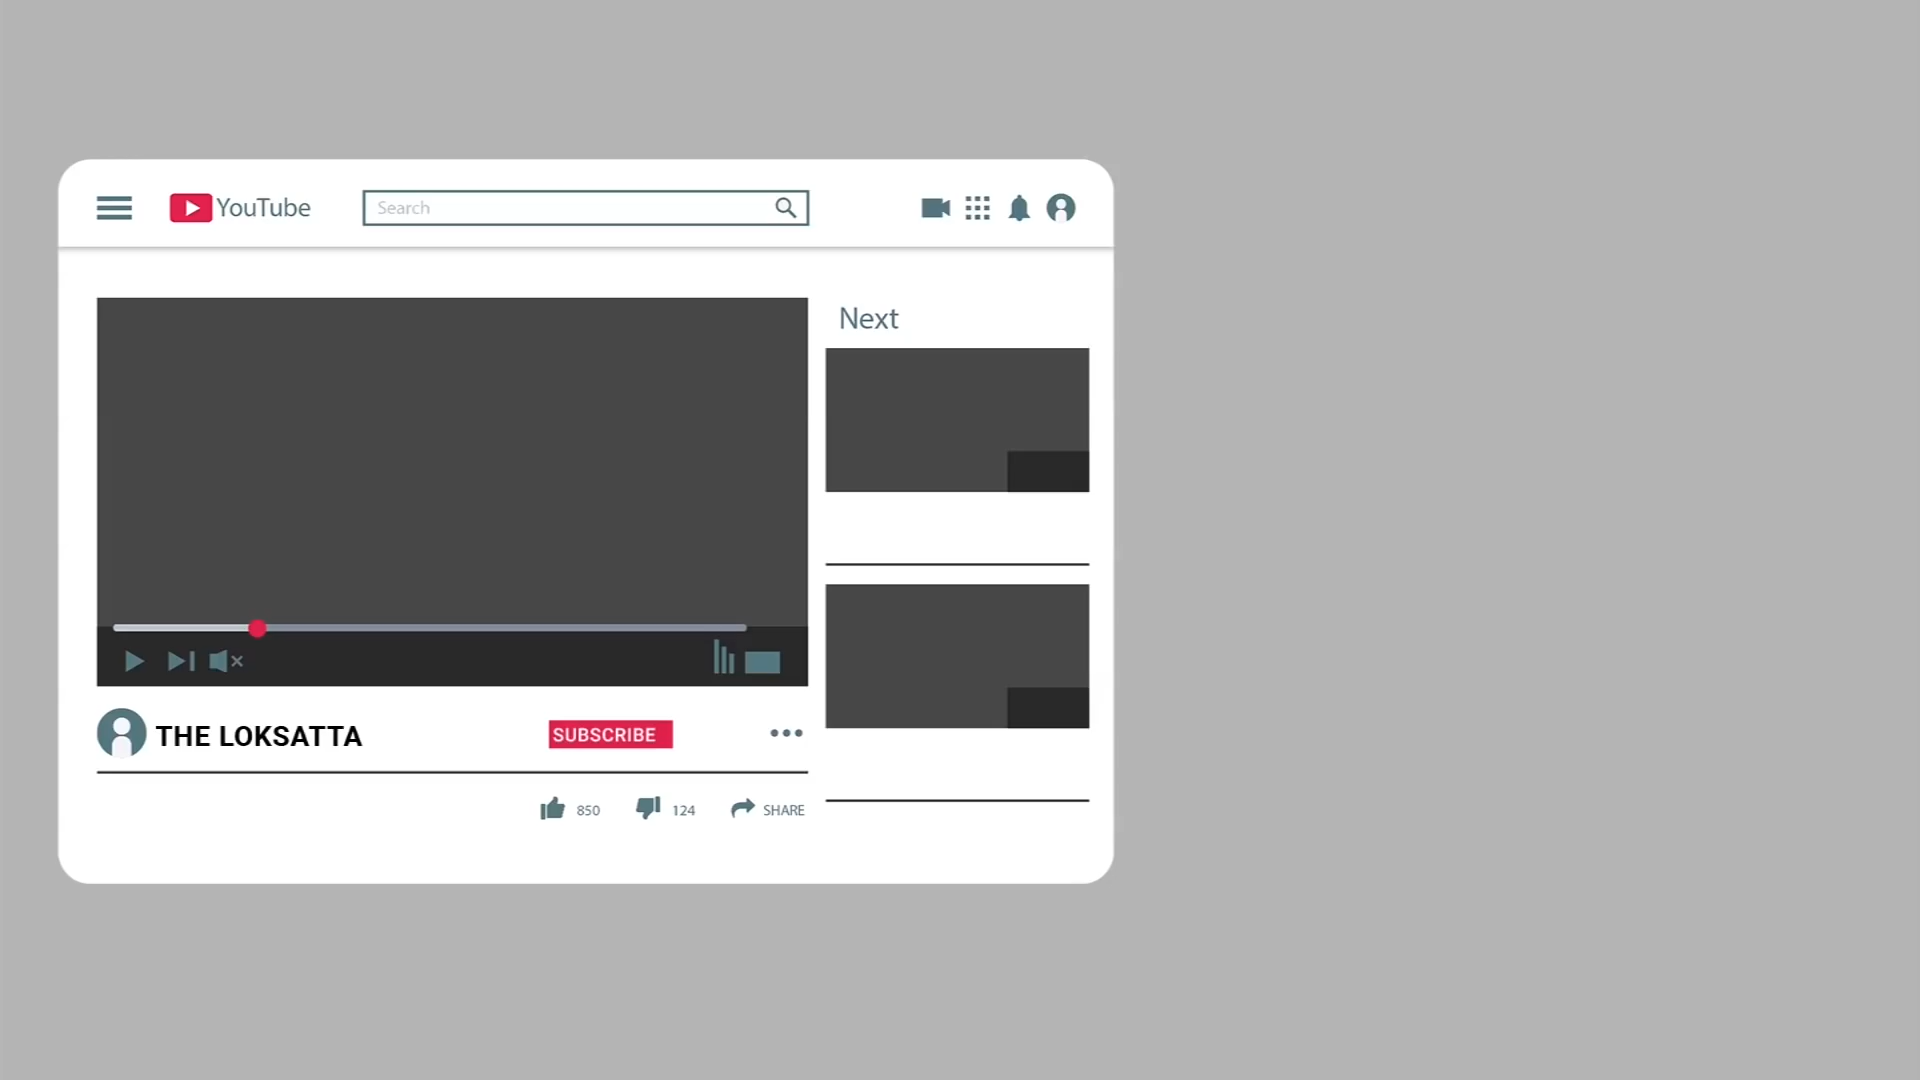 YouTube
Search
Next
THE LOKSATTA
SUBSCRIBE
850
124
SHARE